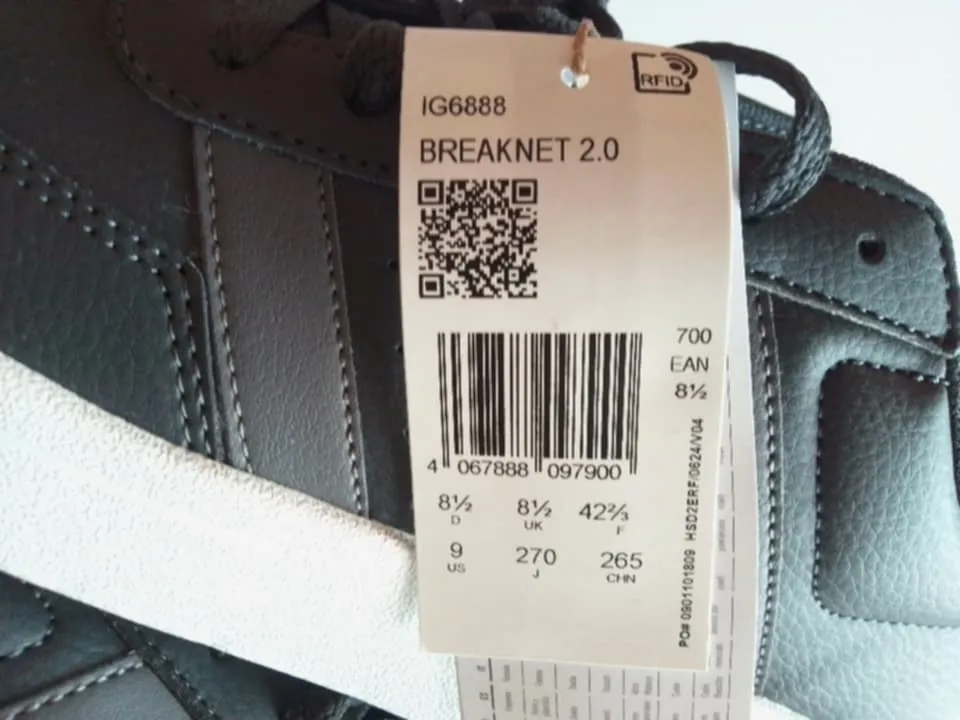 RFID
IG6888
BREAKNET 2.0
700
EAN
8½
4 067888 097900
8½ 8½ 42⅔
D UK F
9 270 265
US J CHN
PO# 0901101809 HSD2ERF/0624/V04